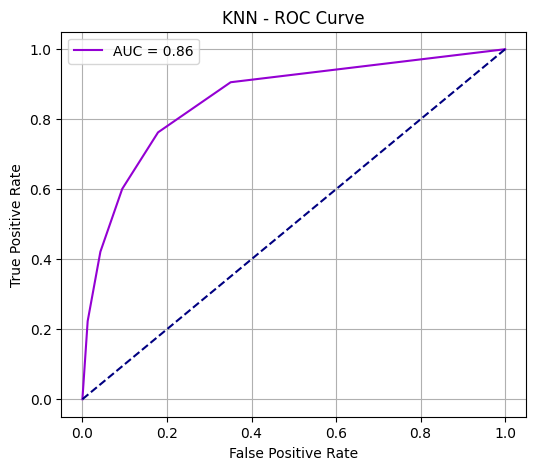 KNN - ROC Curve
AUC = 0.86
True Positive Rate
1.0
0.8
0.6
0.4
0.2
0.0
0.0 0.2 0.4 0.6 0.8 1.0
False Positive Rate